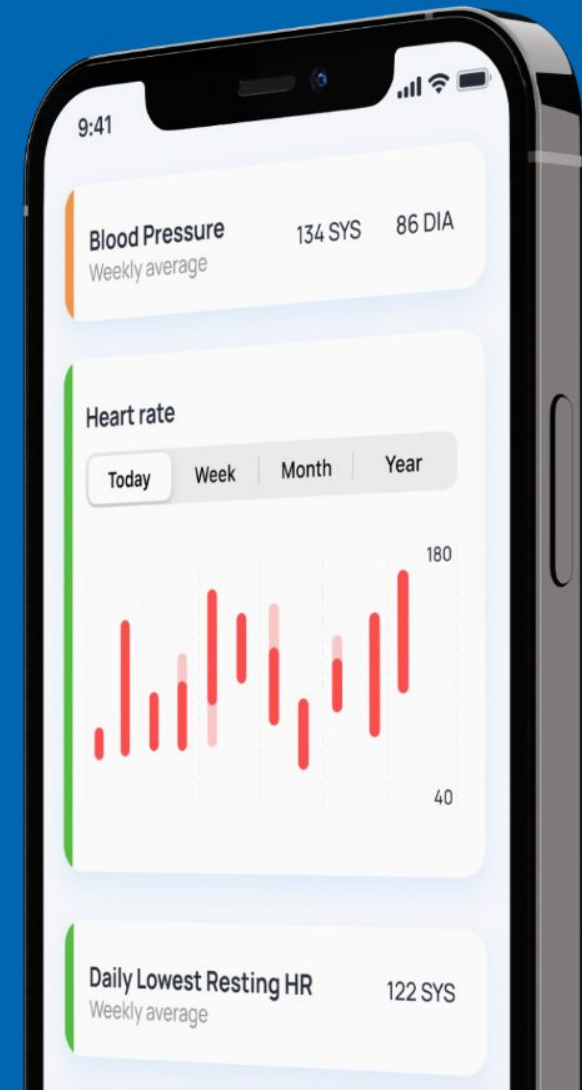 9:41
Blood Pressure 134 SYS 86 DIA
Weekly average
Heart rate
Today Week Month Year
180
40
Daily Lowest Resting HR 122 SYS
Weekly average